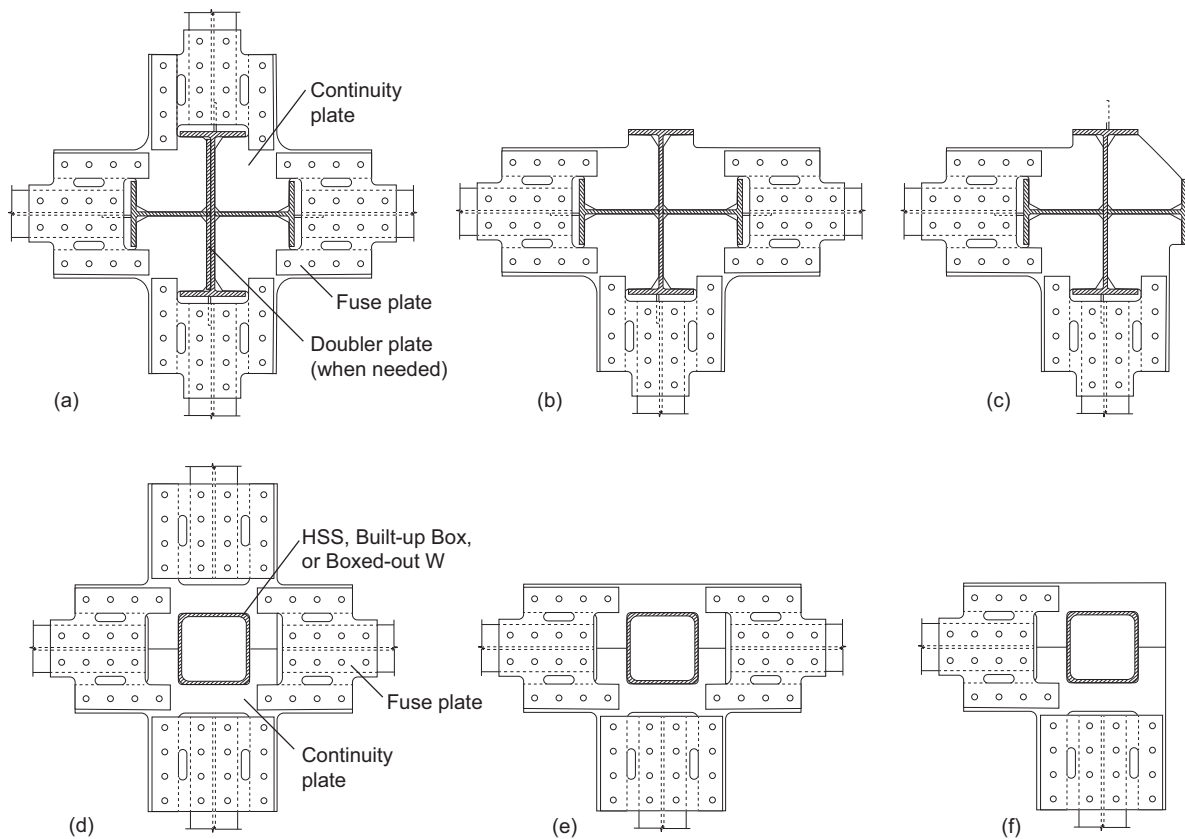 Continuity
plate
Fuse plate
Doubler plate
(when needed)
(a)
(b)
(c)
HSS, Built-up Box,
or Boxed-out W
Fuse plate
Continuity
plate
(d)
(e)
(f)